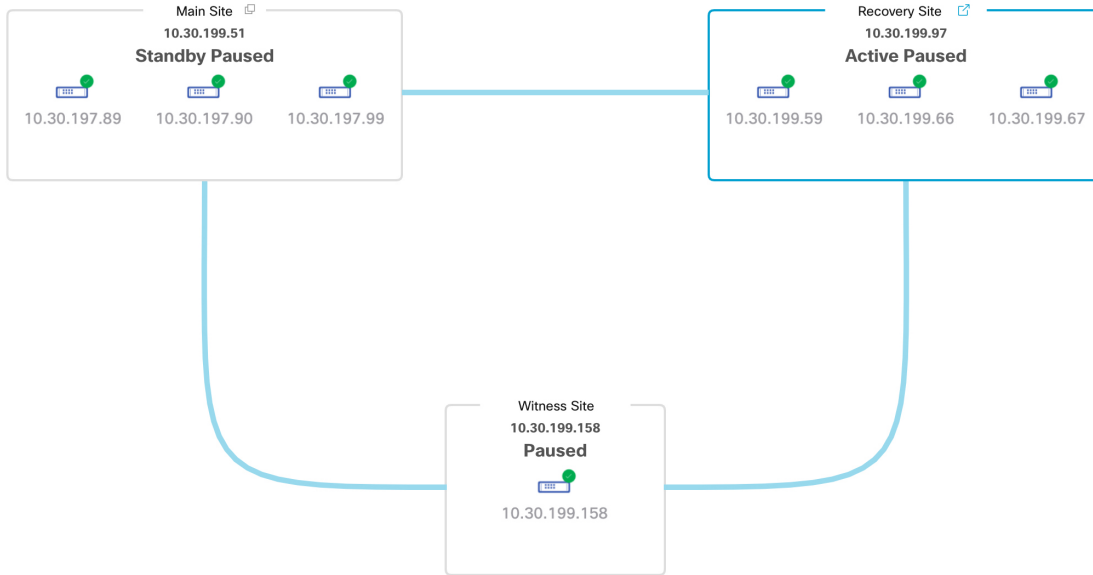 Main Site
10.30.199.51
Standby Paused
10.30.197.89
10.30.197.90
10.30.197.99
Recovery Site
10.30.199.97
Active Paused
10.30.199.59
10.30.199.66
10.30.199.67
Witness Site
10.30.199.158
Paused
10.30.199.158